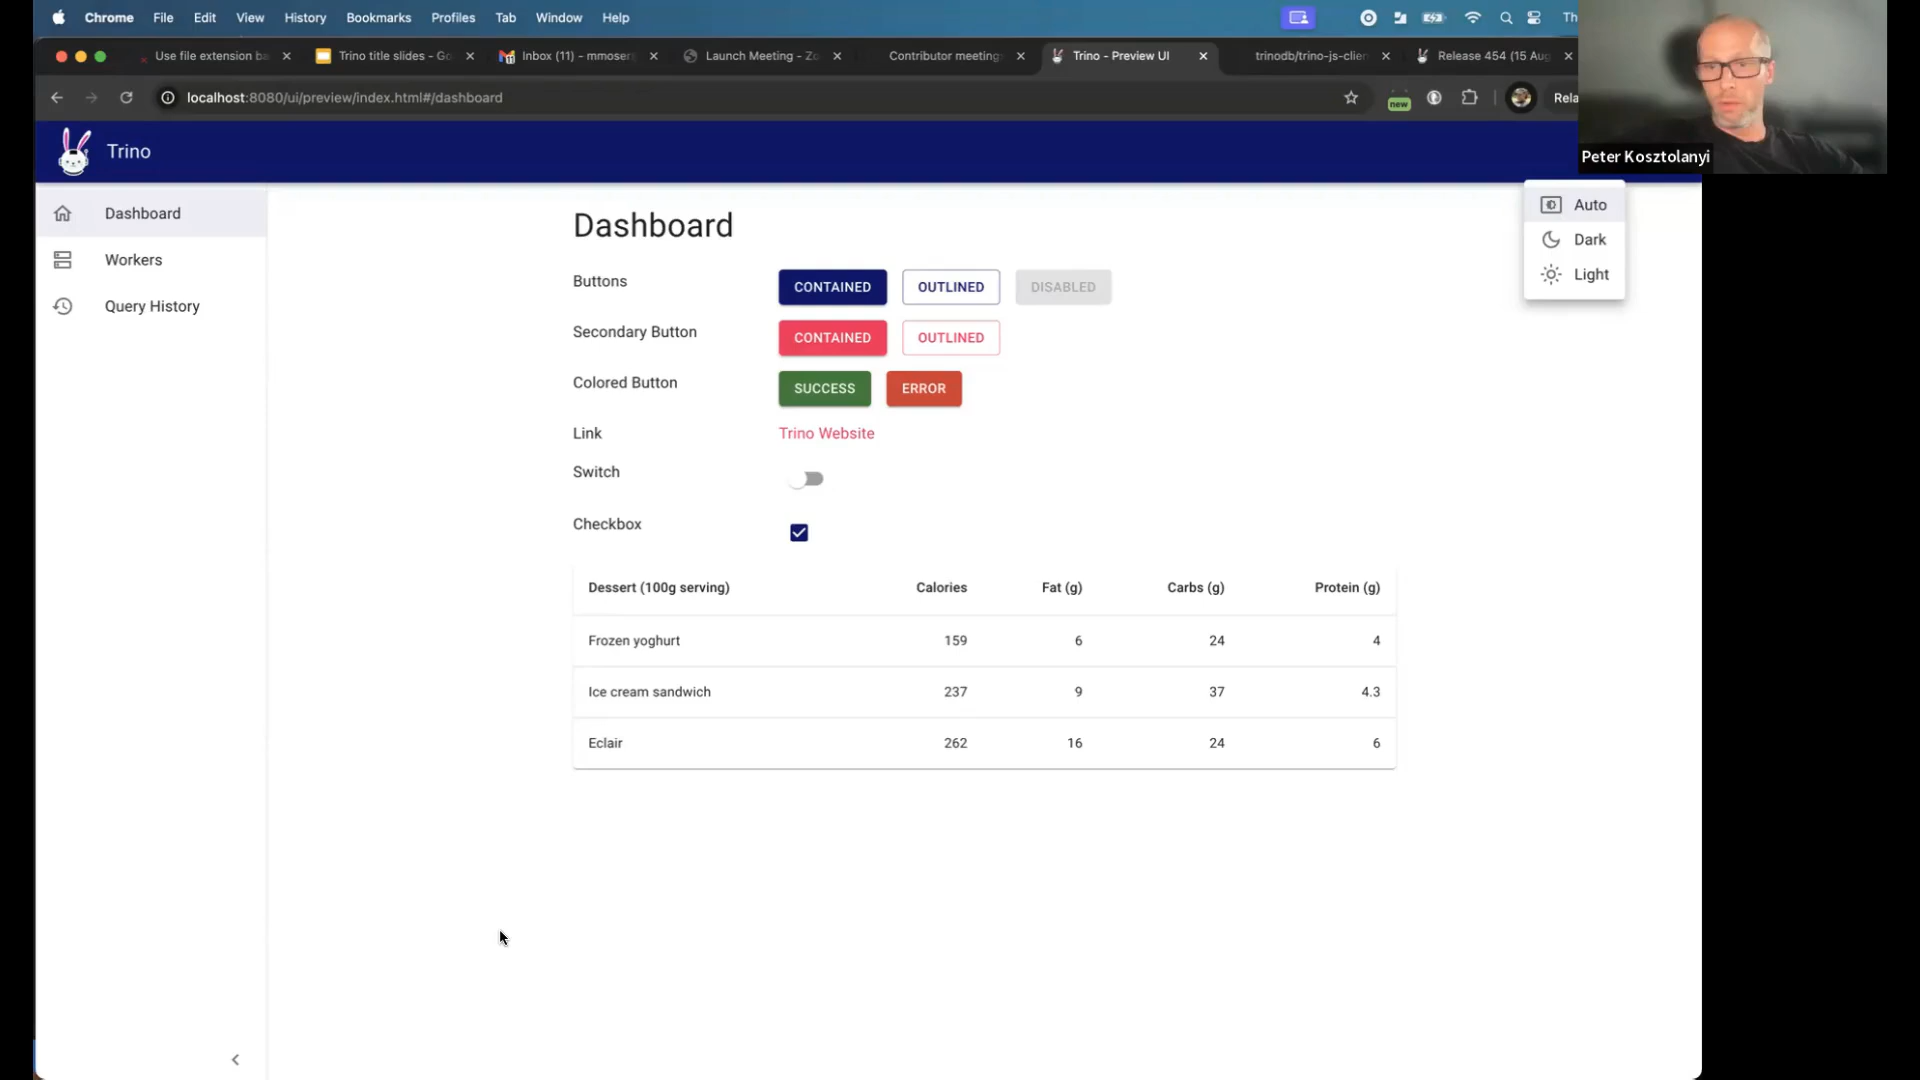 Chrome File Edit View History Bookmarks Profiles Tab Window Help Th
Use file extension ba Trino title slides - Go Inbox (11) – mmoser Launch Meeting - Zo Contributor meeting Trino - Preview UI trinodb/trino-js-clien Release 454 (15 Aug
localhost:8080/ui/preview/index.html#/dashboard new Rela
Peter Kosztolanyi
Trino
Auto
Dark
Light
Dashboard
Workers
Query History
Dashboard
Buttons CONTAINED OUTLINED DISABLED
Secondary Button CONTAINED OUTLINED
Colored Button SUCCESS ERROR
Link Trino Website
Switch
Checkbox
Dessert (100g serving) Calories Fat (g) Carbs (g) Protein (g)
Frozen yoghurt 159 6 24 4
Ice cream sandwich 237 9 37 4.3
Eclair 262 16 24 6